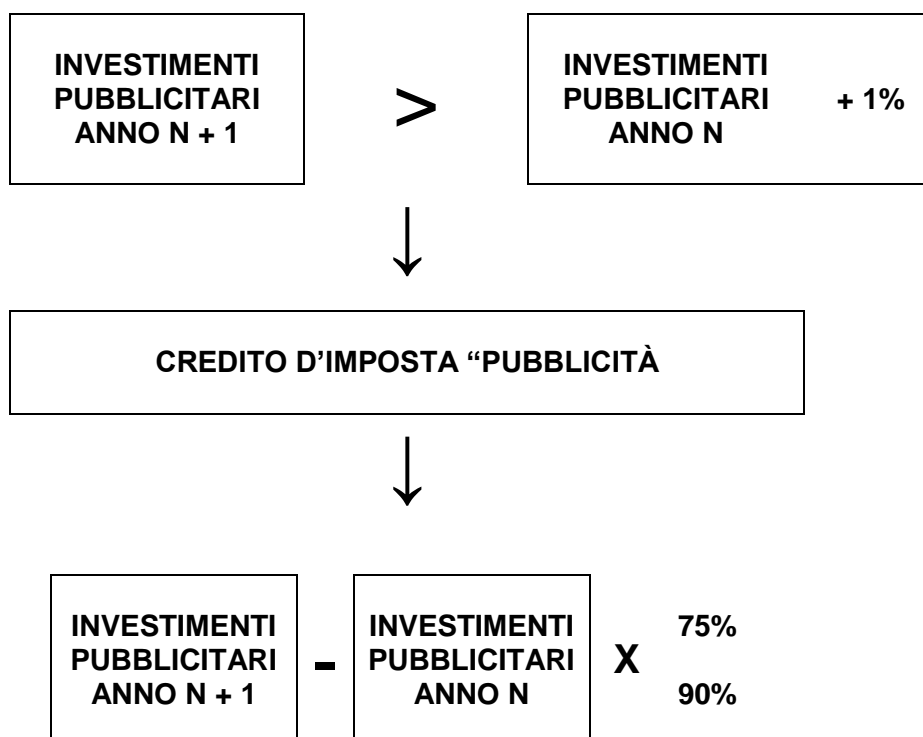 INVESTIMENTI
PUBBLICITARI
ANNO N + 1
>
INVESTIMENTI
PUBBLICITARI + 1%
ANNO N
↓
CREDITO D’IMPOSTA “PUBBLICITÀ
↓
INVESTIMENTI
PUBBLICITARI
ANNO N + 1
-
INVESTIMENTI
PUBBLICITARI
ANNO N
X
75%
90%